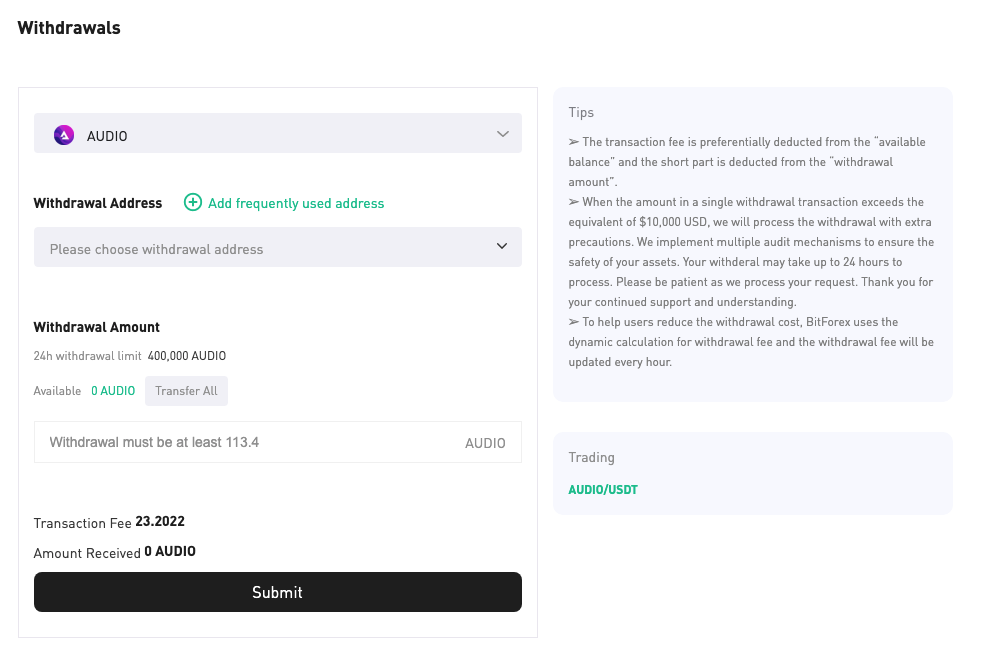 Withdrawals
AUDIO
Withdrawal Address
Add frequently used address
Please choose withdrawal address
Withdrawal Amount
24h withdrawal limit 400,000 AUDIO
Available 0 AUDIO Transfer All
Withdrawal must be at least 113.4 AUDIO
Transaction Fee 23.2022
Amount Received 0 AUDIO
Submit
Tips
➢ The transaction fee is preferentially deducted from the "available
balance" and the short part is deducted from the "withdrawal
amount".
➢ When the amount in a single withdrawal transaction exceeds the
equivalent of $10,000 USD, we will process the withdrawal with extra
precautions. We implement multiple audit mechanisms to ensure the
safety of your assets. Your withderal may take up to 24 hours to
process. Please be patient as we process your request. Thank you for
your continued support and understanding.
➢ To help users reduce the withdrawal cost, BitForex uses the
dynamic calculation for withdrawal fee and the withdrawal fee will be
updated every hour.
Trading
AUDIO/USDT